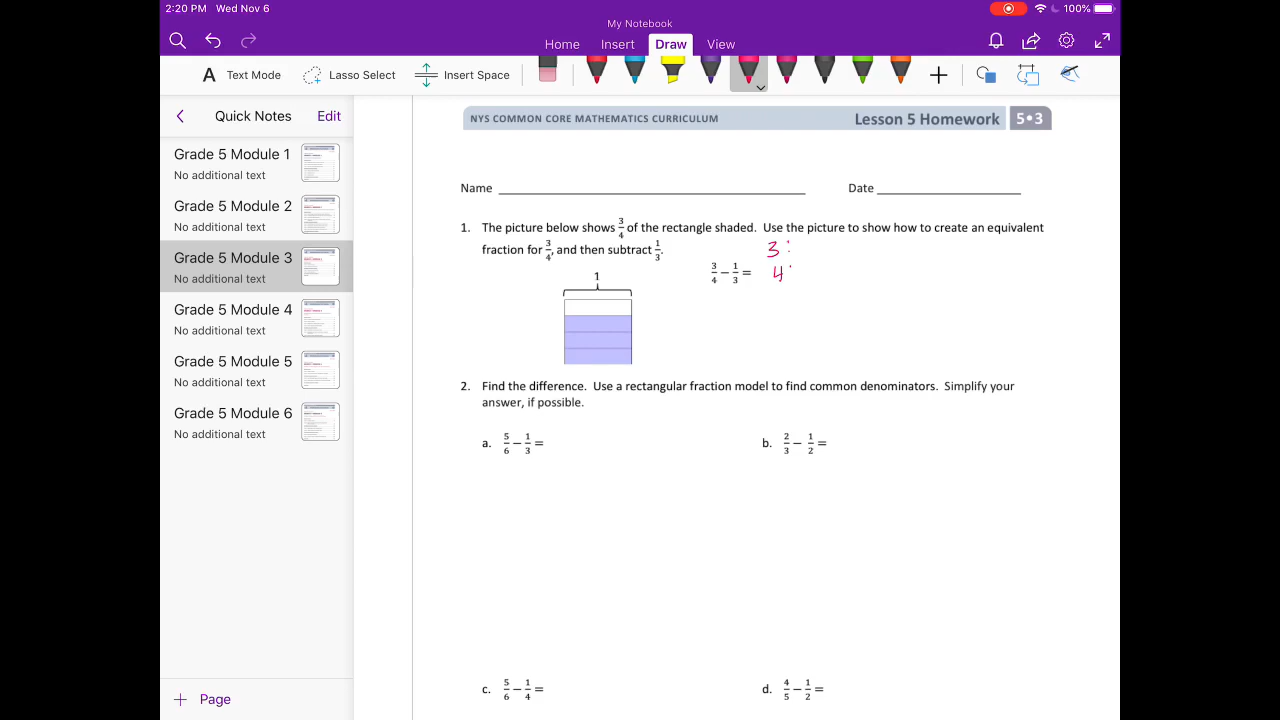 2:20 PM Wed Nov 6
100%
My Notebook
Home Insert Draw View
A Text Mode Lasso Select Insert Space
Quick Notes Edit
Grade 5 Module 1
No additional text
Grade 5 Module 2
No additional text
Grade 5 Module 3
No additional text
Grade 5 Module 4
No additional text
Grade 5 Module 5
No additional text
Grade 5 Module 6
No additional text
+ Page
NYS COMMON CORE MATHEMATICS CURRICULUM Lesson 5 Homework 5•3
Name Date
1. picture below shows 3/4 of the rectangle shaded. Use the picture to show how to create an equivalent
fraction for 3/4, and then subtract 1/3.
3:
3/4 − 1/3 = 4:
1
2. Find the difference. Use a rectangular fraction model to find common denominators. Simplify your
answer, if possible.
a. 5/6 − 1/3 = b. 2/3 − 1/2 =
c. 5/6 − 1/4 = d. 4/5 − 1/2 =